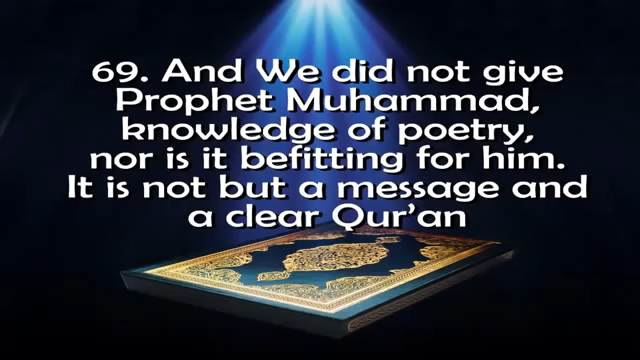 69. And We did not give
Prophet Muhammad,
knowledge of poetry,
nor is it befitting for him.
It is not but a message and
a clear Qur’an